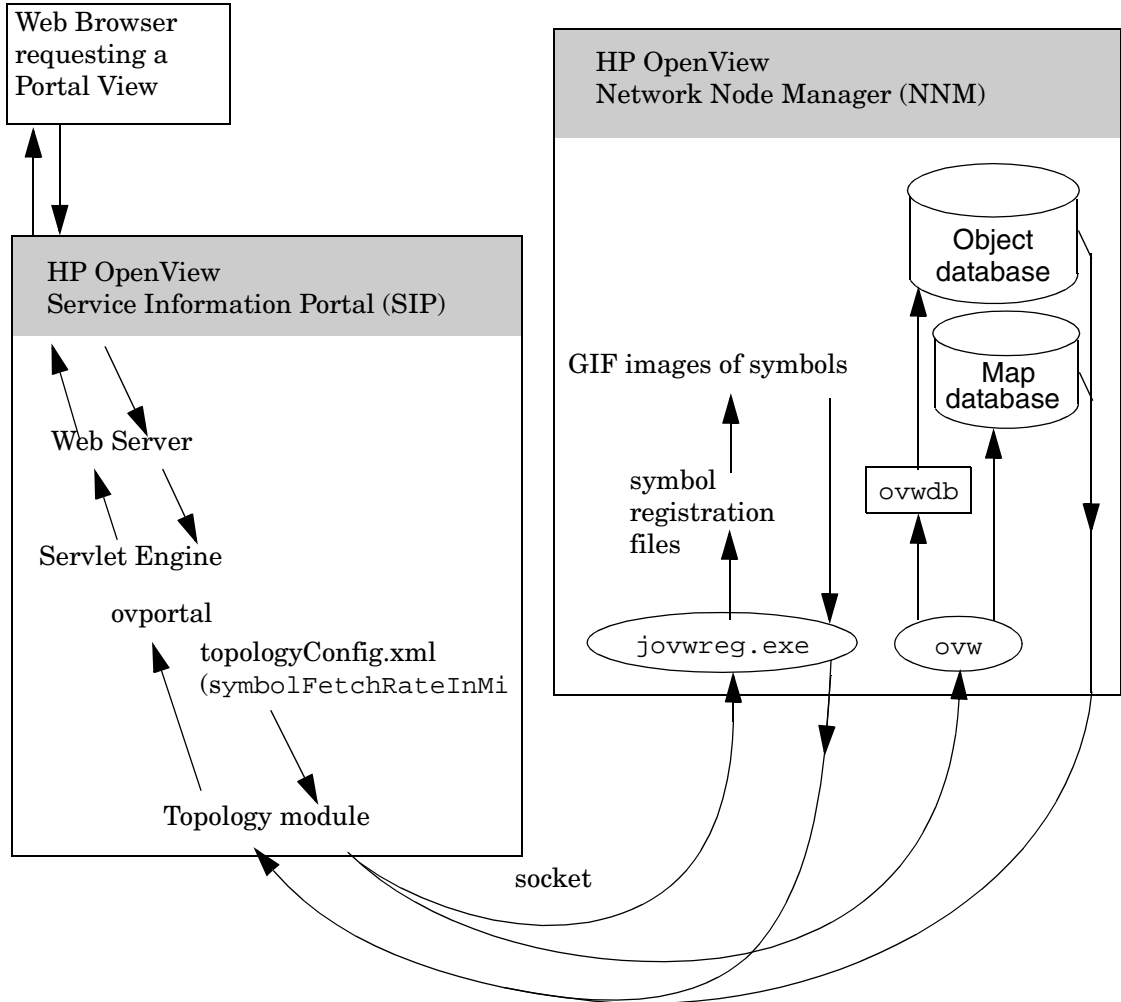 Web Browser
requesting a
Portal View
HP OpenView
Service Information Portal (SIP)
Web Server
Servlet Engine
ovportal
topologyConfig.xml
(symbolFetchRateInMi
Topology module
socket
HP OpenView
Network Node Manager (NNM)
Object
database
Map
database
GIF images of symbols
symbol
registration
files
ovwdb
jovwreg.exe
ovw